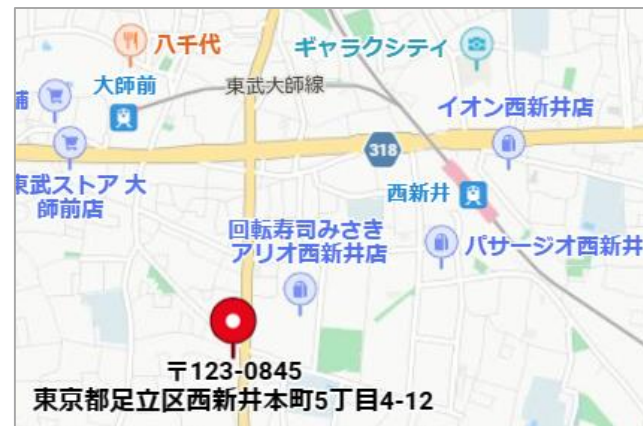 八千代
ギャラクシティ
大師前
東武大師線
舗
イオン西新井店
318
東武ストア 大
師前店
西新井
回転寿司みさき
アリオ西新井店
パサージオ西新井
〒123-0845
東京都足立区西新井本町5丁目4-12